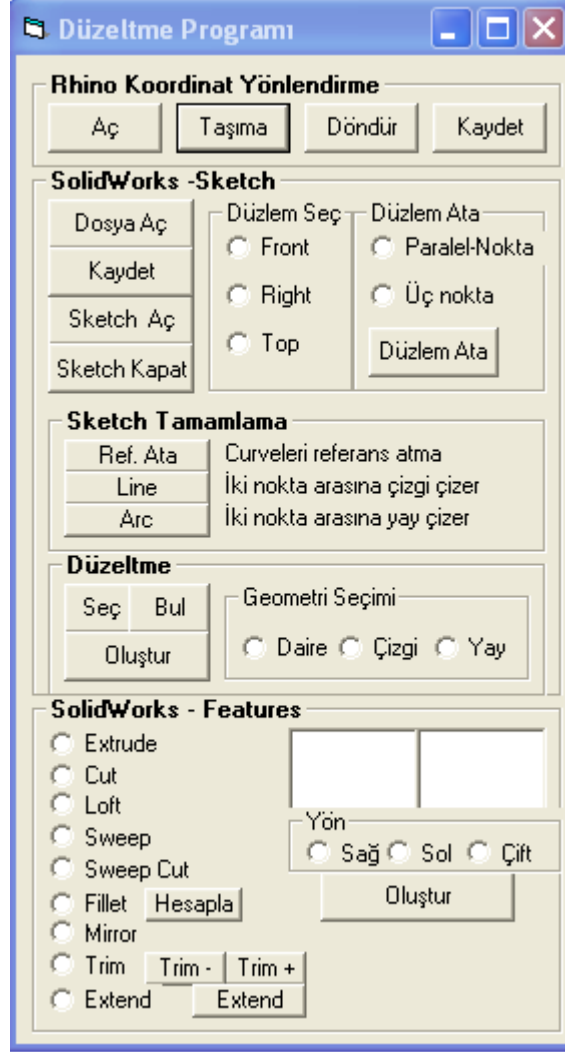 Düzeltme Programı
Rhino Koordinat Yönlendirme
Aç Taşıma Döndür Kaydet
SolidWorks -Sketch
Dosya Aç
Kaydet
Sketch Aç
Sketch Kapat
Düzlem Seç
Front
Right
Top
Düzlem Ata
Paralel-Nokta
Üç nokta
Düzlem Ata
Sketch Tamamlama
Ref. Ata Curveleri referans atma
Line İki nokta arasına çizgi çizer
Arc İki nokta arasına yay çizer
Düzeltme
Seç Bul
Oluştur
Geometri Seçimi
Daire Çizgi Yay
SolidWorks - Features
Extrude
Cut
Loft
Sweep
Sweep Cut
Fillet Hesapla
Mirror
Trim Trim - Trim +
Extend Extend
Yön
Sağ Sol Çift
Oluştur